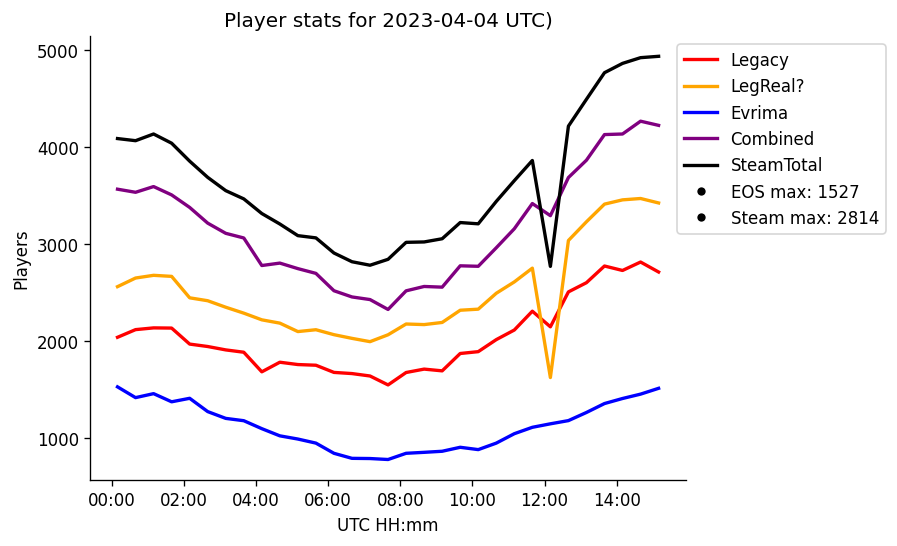 Player stats for 2023-04-04 UTC)
Players
5000
4000
3000
2000
1000
00:00 02:00 04:00 06:00 08:00 10:00 12:00 14:00
UTC HH:mm
Legacy
LegReal?
Evrima
Combined
SteamTotal
EOS max: 1527
Steam max: 2814